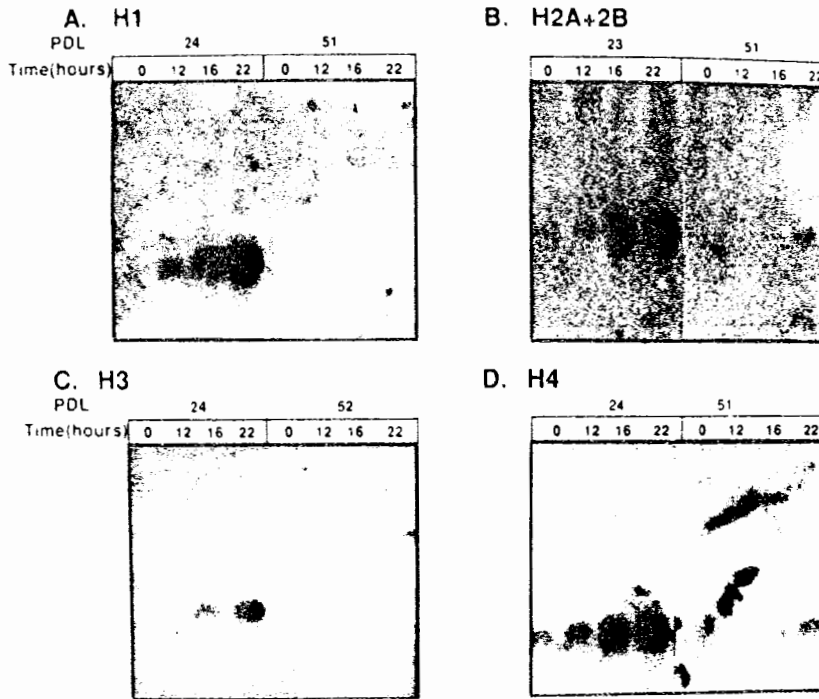 A. H1
PDL 24 51
Time(hours) 0 12 16 22 0 12 16 22
B. H2A+2B
23 51
0 12 16 22 0 12 16 22
C. H3
PDL 24 52
Time(hours) 0 12 16 22 0 12 16 22
D. H4
24 51
0 12 16 22 0 12 16 22